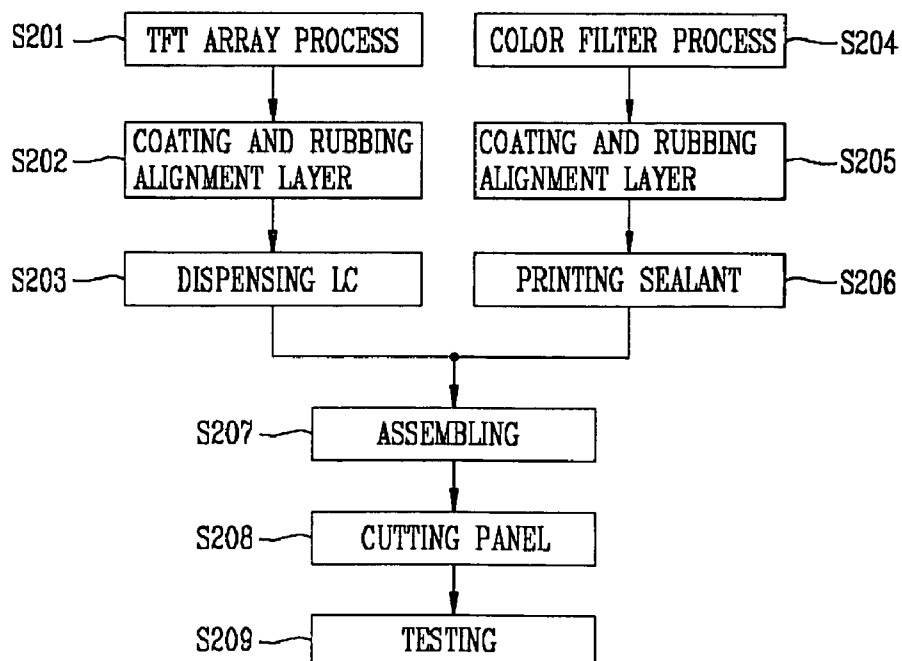 S201 TFT ARRAY PROCESS COLOR FILTER PROCESS S204
S202 COATING AND RUBBING ALIGNMENT LAYER
COATING AND RUBBING ALIGNMENT LAYER S205
S203 DISPENSING LC PRINTING SEALANT S206
S207 ASSEMBLING
S208 CUTTING PANEL
S209 TESTING